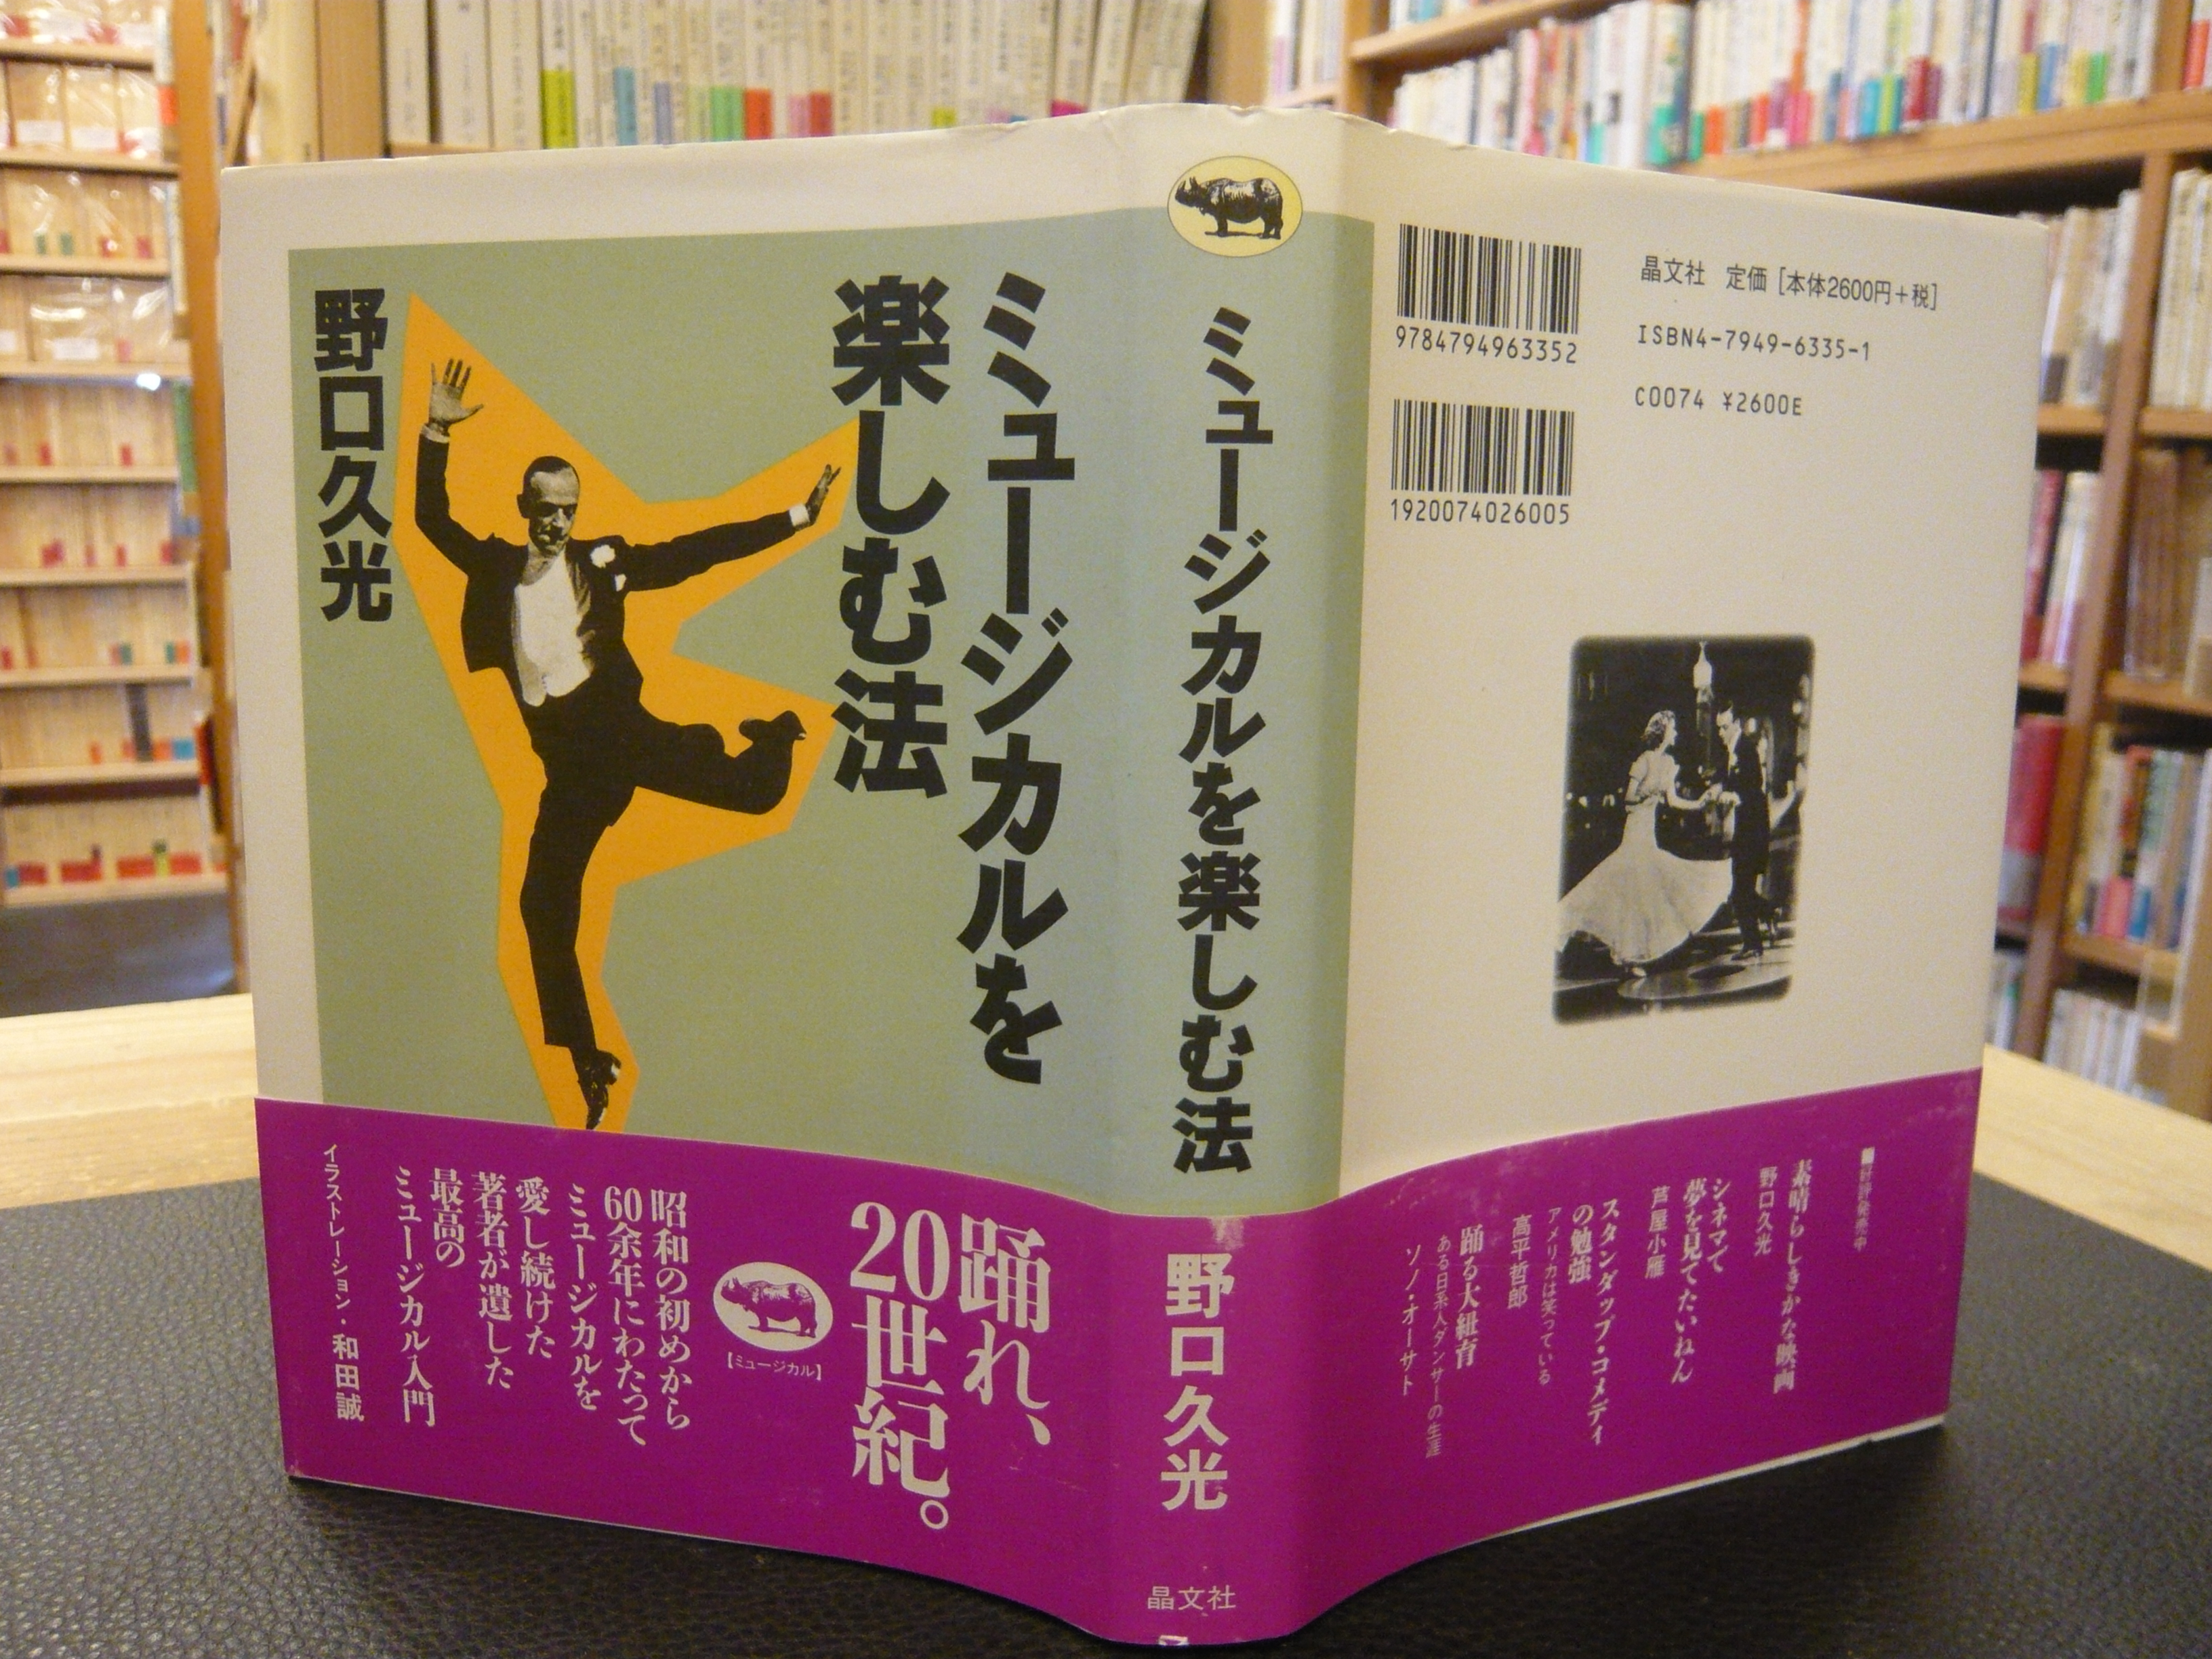 ミュージカルを
楽しむ法
野口久光
踊れ、
20世紀。
【ミュージカル】
昭和の初めから
60余年にわたって
ミュージカルを
愛し続けた
著者が遺した
最高の
ミュージカル入門
イラストレーション・和田誠
ミュージカルを楽しむ法
野口久光
晶文社
9784794963352
1920074026005
晶文社 定価 [本体2600円+税]
ISBN4-7949-6335-1
C0074 ¥2600E
■好評発売中
素晴らしきかな映画
野口久光
シネマで
夢を見てたいねん
芦屋小雁
スタンダップ・コメディ
の勉強
アメリカは笑っている
高平哲郎
踊る大紐育
ある日系人ダンサーの生涯
ソノ・オーサト